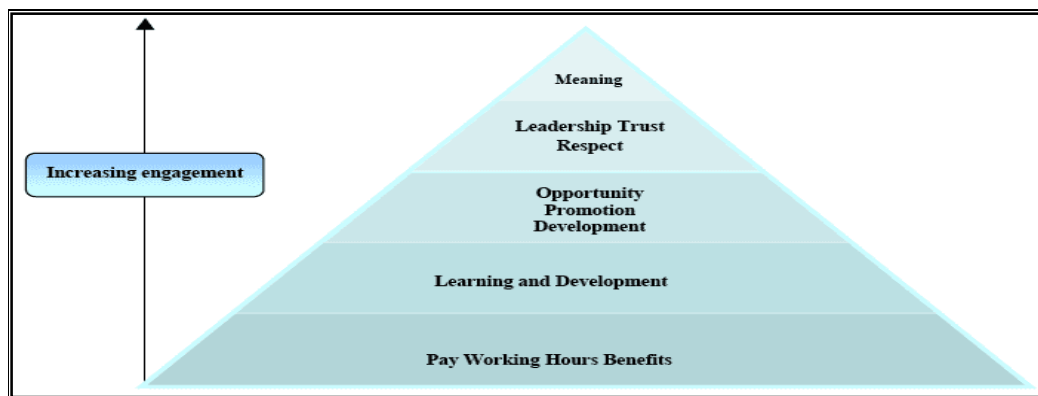 Meaning
Leadership Trust
Respect
Increasing engagement
Opportunity
Promotion
Development
Learning and Development
Pay Working Hours Benefits